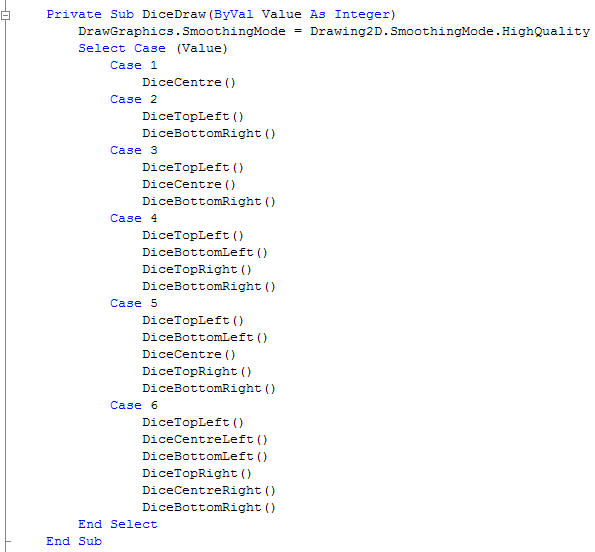 Private Sub DiceDraw(ByVal Value As Integer)
DrawGraphics.SmoothingMode = Drawing2D.SmoothingMode.HighQuality
Select Case (Value)
Case 1
DiceCentre()
Case 2
DiceTopLeft()
DiceBottomRight()
Case 3
DiceTopLeft()
DiceCentre()
DiceBottomRight()
Case 4
DiceTopLeft()
DiceBottomLeft()
DiceTopRight()
DiceBottomRight()
Case 5
DiceTopLeft()
DiceBottomLeft()
DiceCentre()
DiceTopRight()
DiceBottomRight()
Case 6
DiceTopLeft()
DiceCentreLeft()
DiceBottomLeft()
DiceTopRight()
DiceCentreRight()
DiceBottomRight()
End Select
End Sub